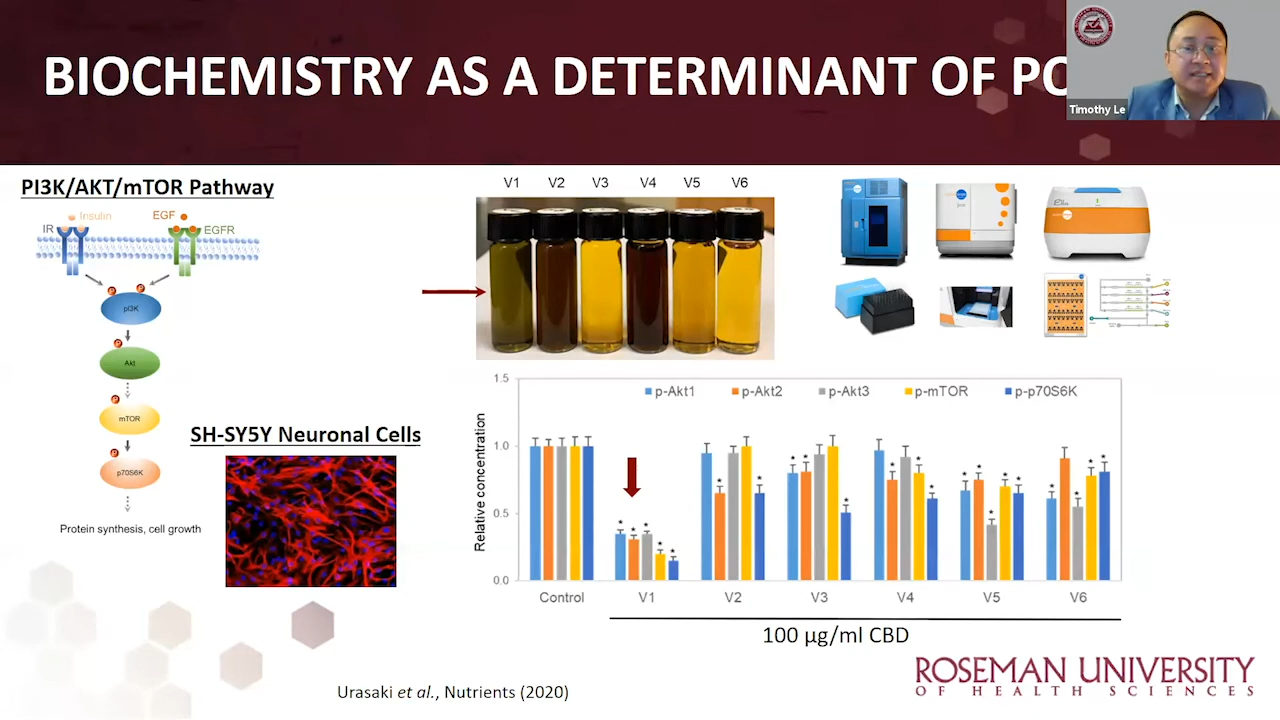 BIOCHEMISTRY AS A DETERMINANT OF PO
Timothy Le
PI3K/AKT/mTOR Pathway
Insulin
EGF
IR
EGFR
P
P
pI3K
P
Akt
P
mTOR
P
p70S6K
Protein synthesis, cell growth
SH-SY5Y Neuronal Cells
V1 V2 V3 V4 V5 V6
1.5
1.0
0.5
0.0
Relative concentration
p-Akt1 p-Akt2 p-Akt3 p-mTOR p-p70S6K
Control V1 V2 V3 V4 V5 V6
100 µg/ml CBD
Urasaki et al., Nutrients (2020)
ROSEMAN UNIVERSITY
OF HEALTH SCIENCES